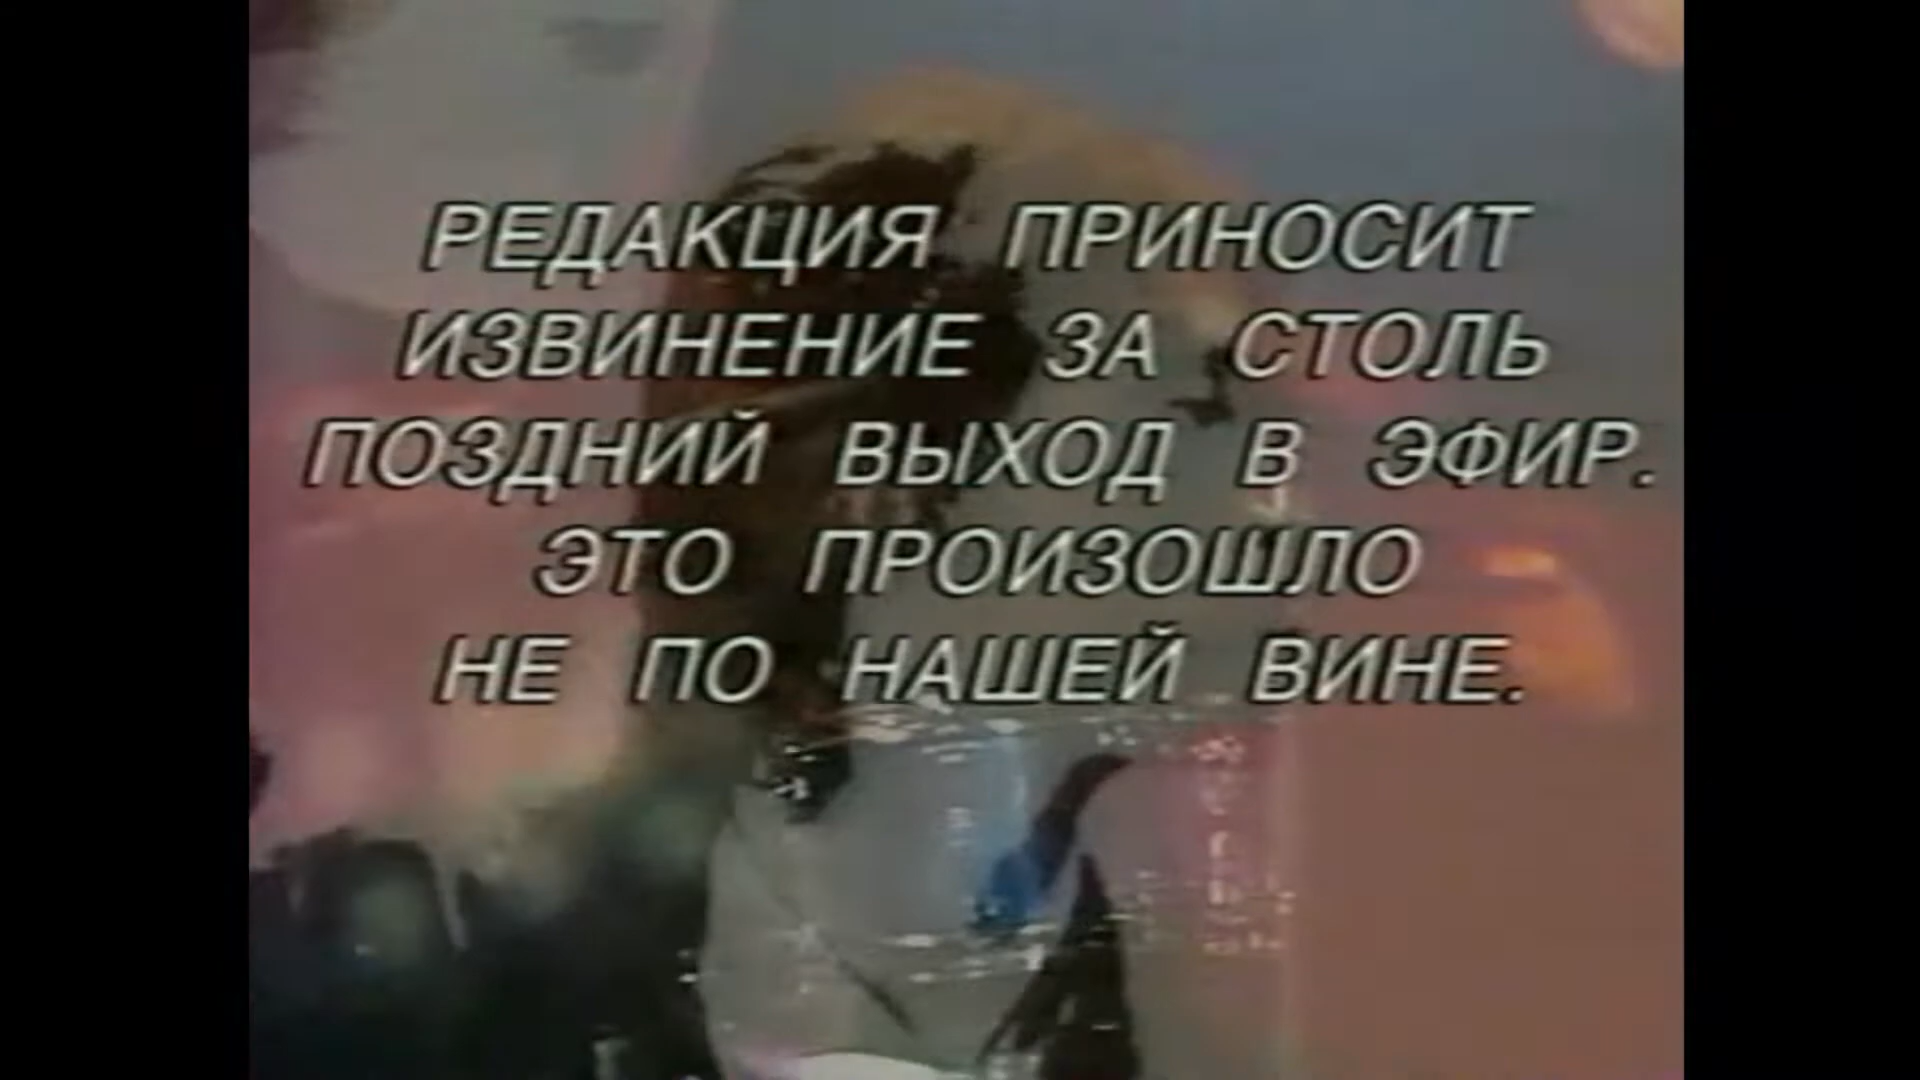 РЕДАКЦИЯ ПРИНОСИТ
ИЗВИНЕНИЕ ЗА СТОЛЬ
ПОЗДНИЙ ВЫХОД В ЭФИР.
ЭТО ПРОИЗОШЛО
НЕ ПО НАШЕЙ ВИНЕ.